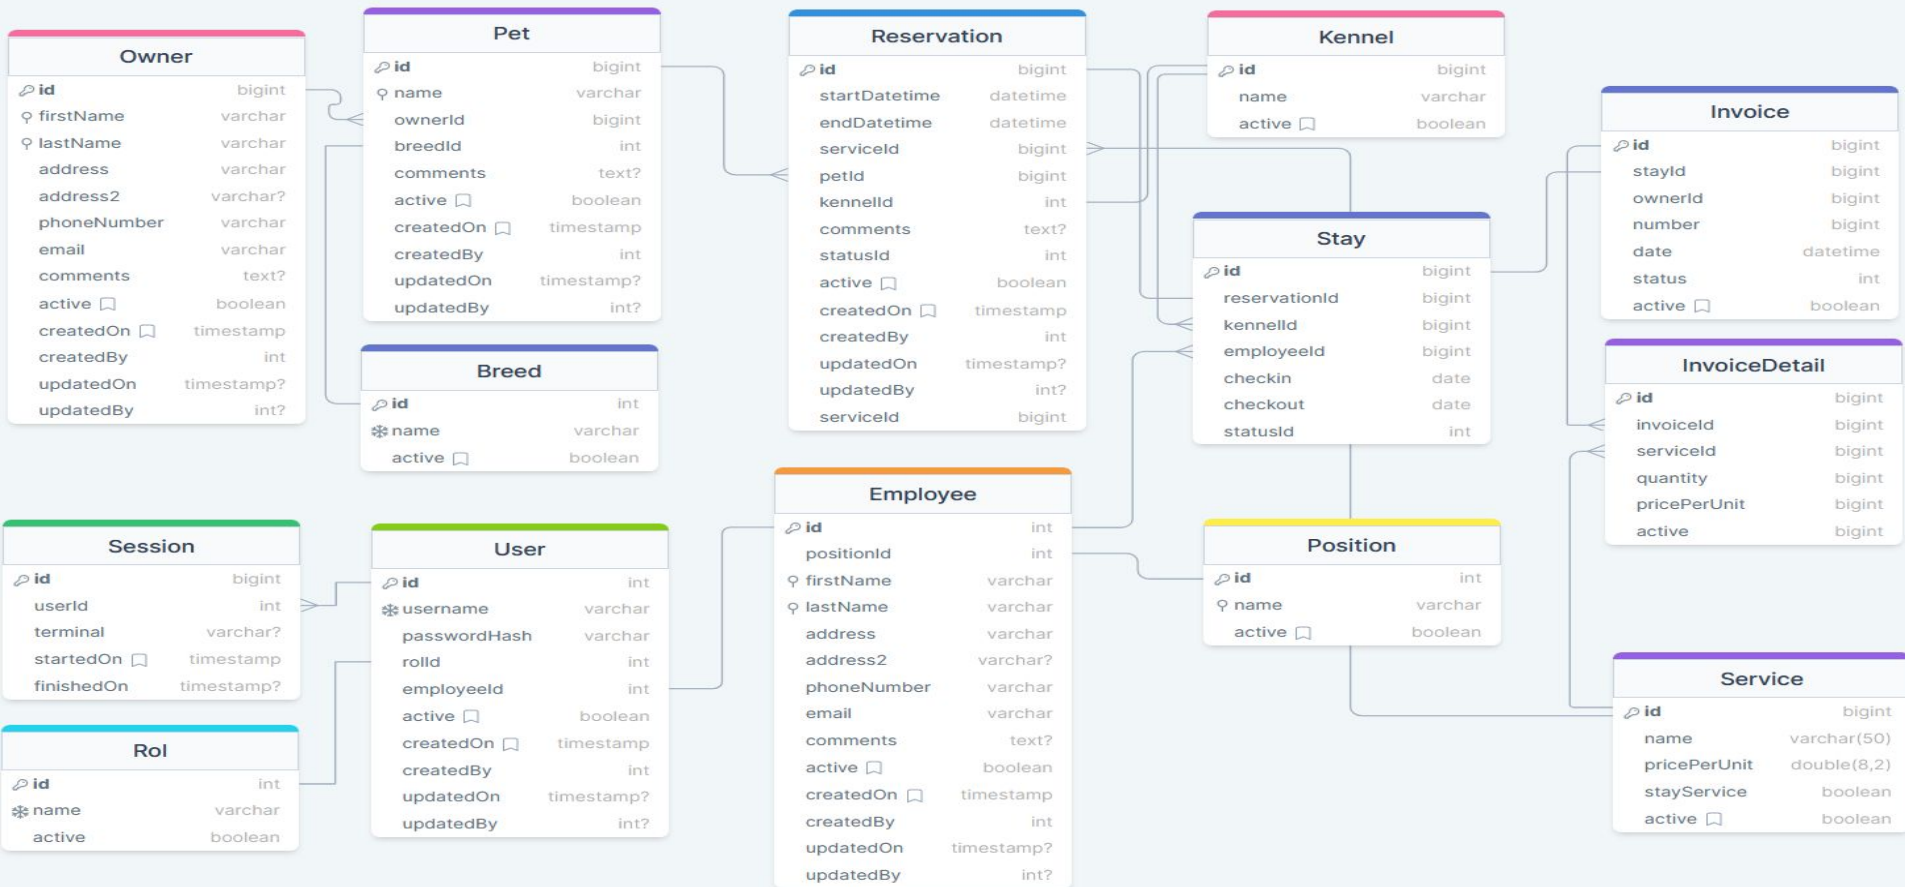 Owner
id bigint
firstName varchar
lastName varchar
address varchar
address2 varchar?
phoneNumber varchar
email varchar
comments text?
active boolean
createdOn timestamp
createdBy int
updatedOn timestamp?
updatedBy int?
Pet
id bigint
name varchar
ownerId bigint
breedId int
comments text?
active boolean
createdOn timestamp
createdBy int
updatedOn timestamp?
updatedBy int?
Breed
id int
name varchar
active boolean
Reservation
id bigint
startDatetime datetime
endDatetime datetime
serviceId bigint
petId bigint
kennelId int
comments text?
statusId int
active boolean
createdOn timestamp
createdBy int
updatedOn timestamp?
updatedBy int?
serviceId bigint
Kennel
id bigint
name varchar
active boolean
Stay
id bigint
reservationId bigint
kennelId bigint
employeeId bigint
checkin date
checkout date
statusId int
Invoice
id bigint
stayId bigint
ownerId bigint
number bigint
date datetime
status int
active boolean
InvoiceDetail
id bigint
invoiceId bigint
serviceId bigint
quantity bigint
pricePerUnit bigint
active bigint
Session
id bigint
userId int
terminal varchar?
startedOn timestamp
finishedOn timestamp?
Rol
id int
name varchar
active boolean
User
id int
username varchar
passwordHash varchar
rolId int
employeeId int
active boolean
createdOn timestamp
createdBy int
updatedOn timestamp?
updatedBy int?
Employee
id int
positionId int
firstName varchar
lastName varchar
address varchar
address2 varchar?
phoneNumber varchar
email varchar
comments text?
active boolean
createdOn timestamp
createdBy int
updatedOn timestamp?
updatedBy int?
Position
id int
name varchar
active boolean
Service
id bigint
name varchar(50)
pricePerUnit double(8,2)
stayService boolean
active boolean